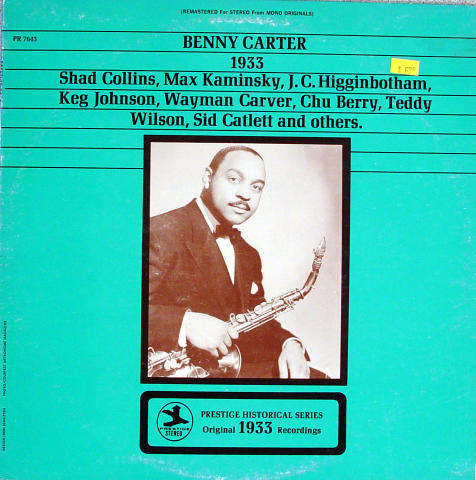 (REMASTERED For STEREO From MONO ORIGINALS)
PR 7643
BENNY CARTER
1933
Shad Collins, Max Kaminsky, J.C. Higginbotham,
Keg Johnson, Wayman Carver, Chu Berry, Teddy
Wilson, Sid Catlett and others.
PRESTIGE
STEREO
PRESTIGE HISTORICAL SERIES
Original 1933 Recordings